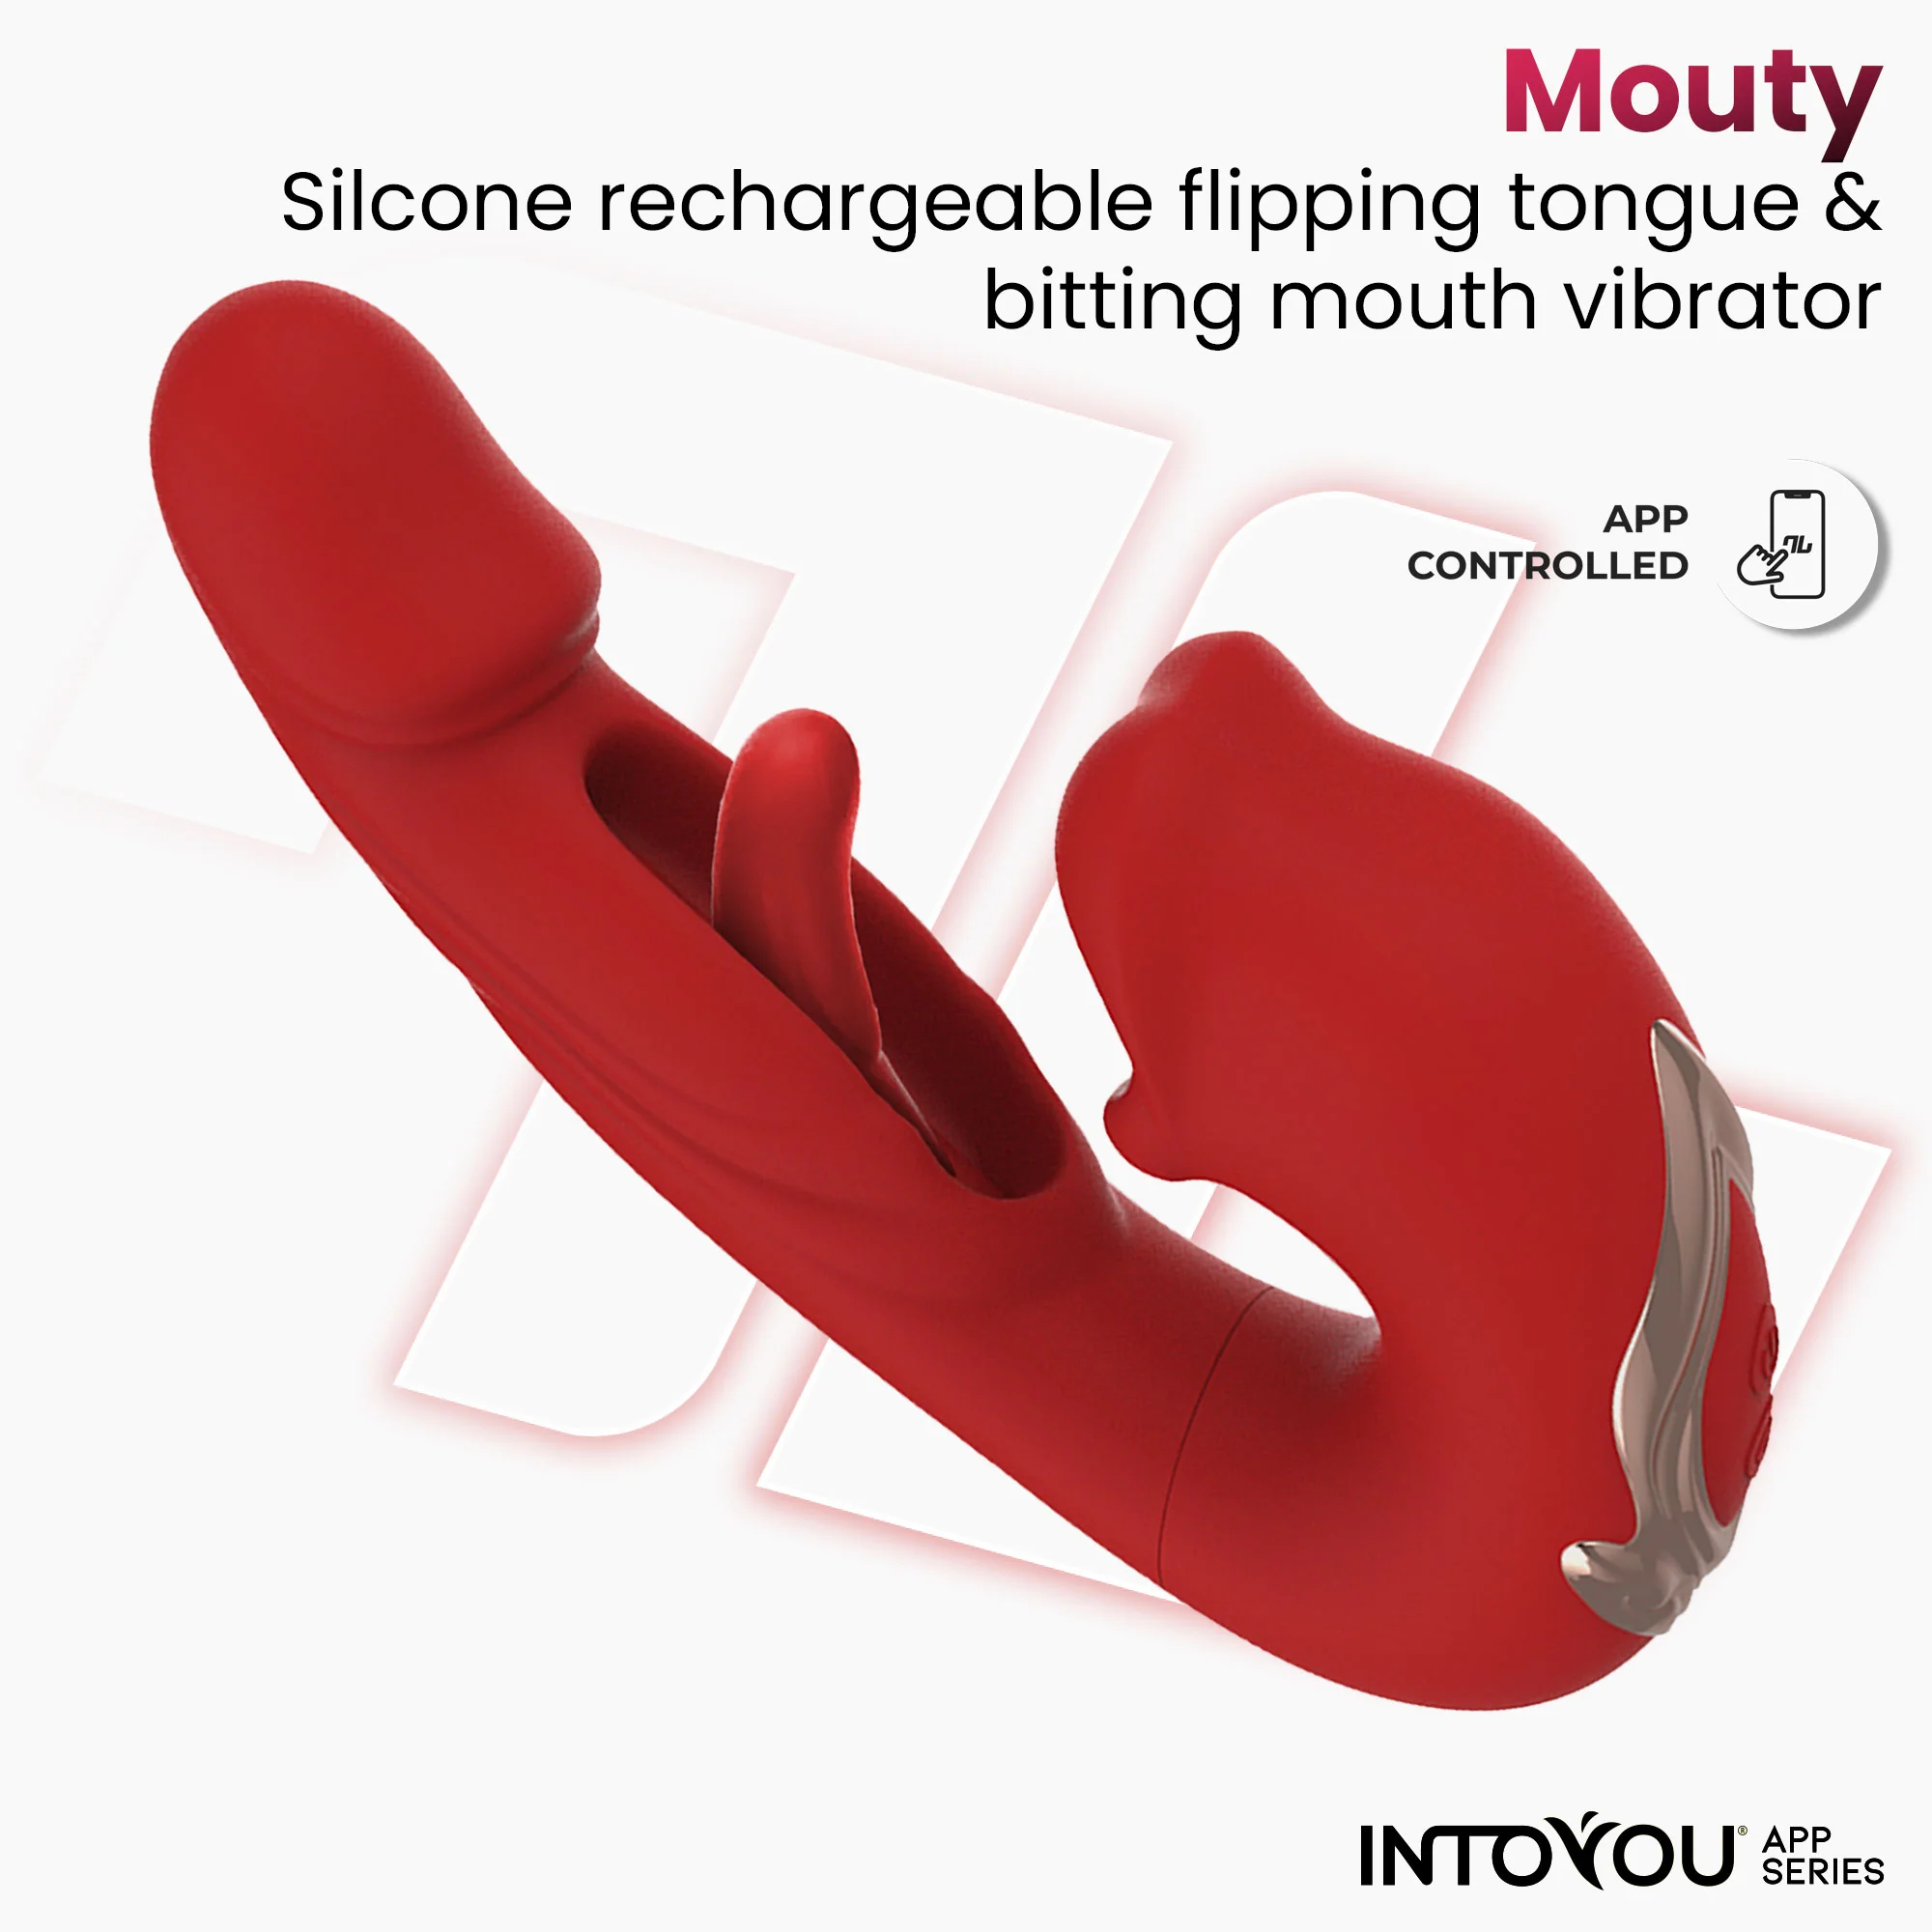 Mouty
Silcone rechargeable flipping tongue &
bitting mouth vibrator
APP
CONTROLLED
INTOYOU® APP
SERIES